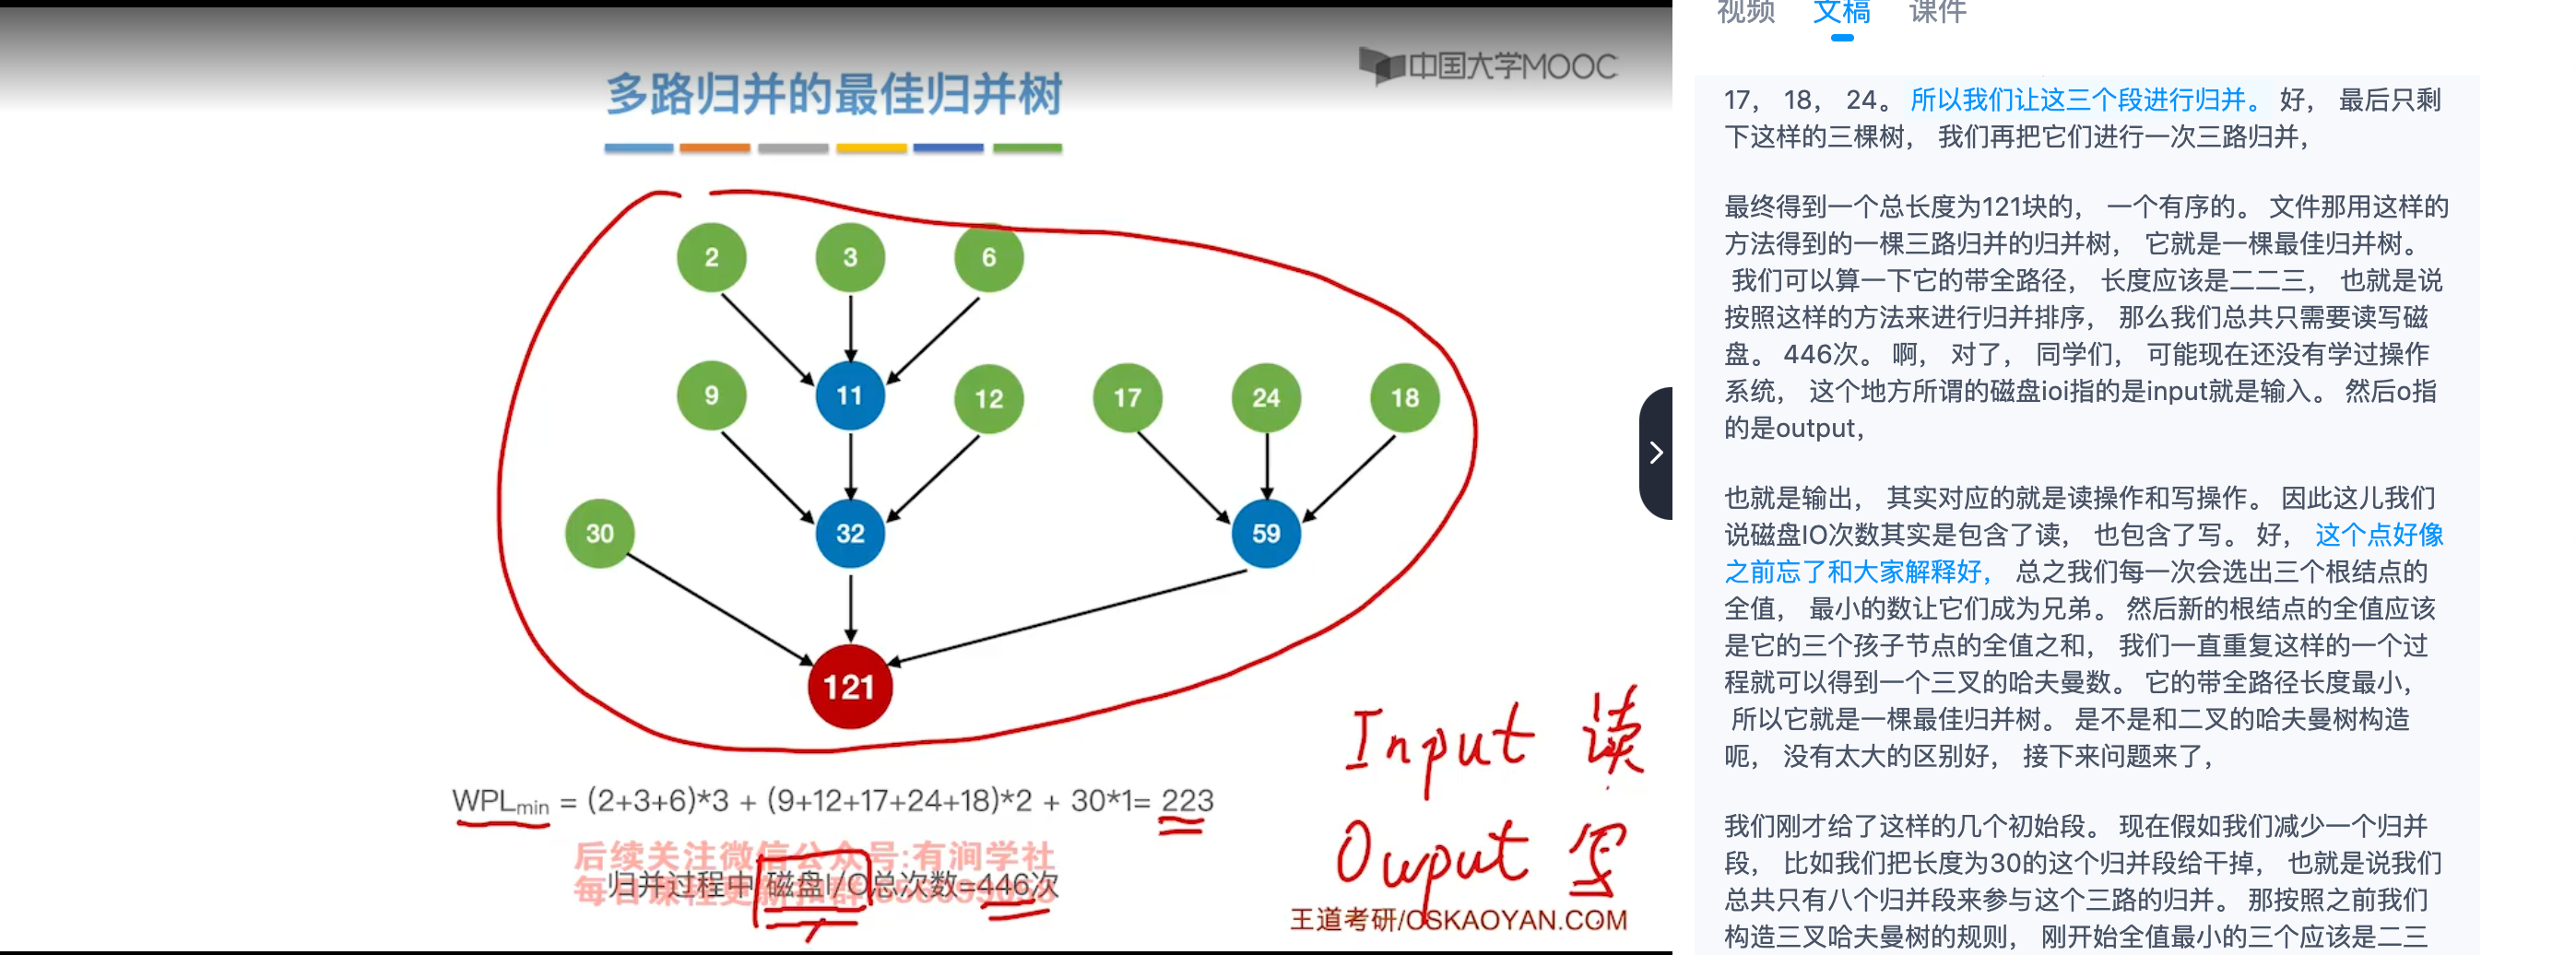 中国大学MOOC
多路归并的最佳归并树
2 3 6
9 11 12 17 24 18
30 32 59
121
WPLmin = (2+3+6)*3 + (9+12+17+24+18)*2 + 30*1= 223
后续关注微信公众号:有涧学社
归并过程中磁盘I/O总次数=446次
Input 读
Ouput 写
王道考研/CSKAOYAN.COM
视频 文稿 课件
17， 18， 24。 所以我们让这三个段进行归并。 好， 最后只剩
下这样的三棵树， 我们再把它们进行一次三路归并，
最终得到一个总长度为121块的， 一个有序的。 文件那用这样的
方法得到的一棵三路归并的归并树， 它就是一棵最佳归并树。
我们可以算一下它的带全路径， 长度应该是二二三， 也就是说
按照这样的方法来进行归并排序， 那么我们总共只需要读写磁
盘。 446次。 啊， 对了， 同学们， 可能现在还没有学过操作
系统， 这个地方所谓的磁盘ioi指的是input就是输入。 然后o指
的是output，
也就是输出， 其实对应的就是读操作和写操作。 因此这儿我们
说磁盘IO次数其实是包含了读， 也包含了写。 好， 这个点好像
之前忘了和大家解释好， 总之我们每一次会选出三个根结点的
全值， 最小的数让它们成为兄弟。 然后新的根结点的全值应该
是它的三个孩子节点的全值之和， 我们一直重复这样的一个过
程就可以得到一个三叉的哈夫曼数。 它的带全路径长度最小，
所以它就是一棵最佳归并树。 是不是和二叉的哈夫曼树构造
呃， 没有太大的区别好， 接下来问题来了，
我们刚才给了这样的几个初始段。 现在假如我们减少一个归并
段， 比如我们把长度为30的这个归并段给干掉， 也就是说我们
总共只有八个归并段来参与这个三路的归并。 那按照之前我们
构造三叉哈夫曼树的规则， 刚开始全值最小的三个应该是二三